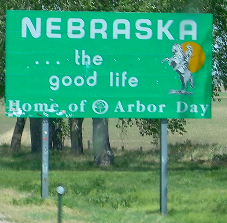 NEBRASKA
... the
good life
Home of Arbor Day